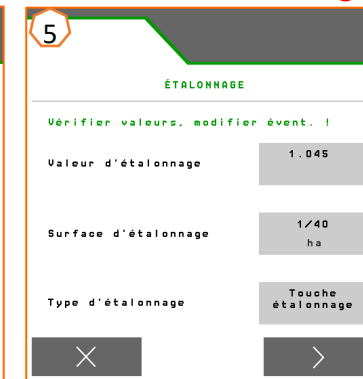 5
ÉTALONNAGE
Vérifier valeurs, modifier évent. !
Valeur d'étalonnage
1.045
Surface d'étalonnage
1/40
ha
Type d'étalonnage
Touche
étalonnage